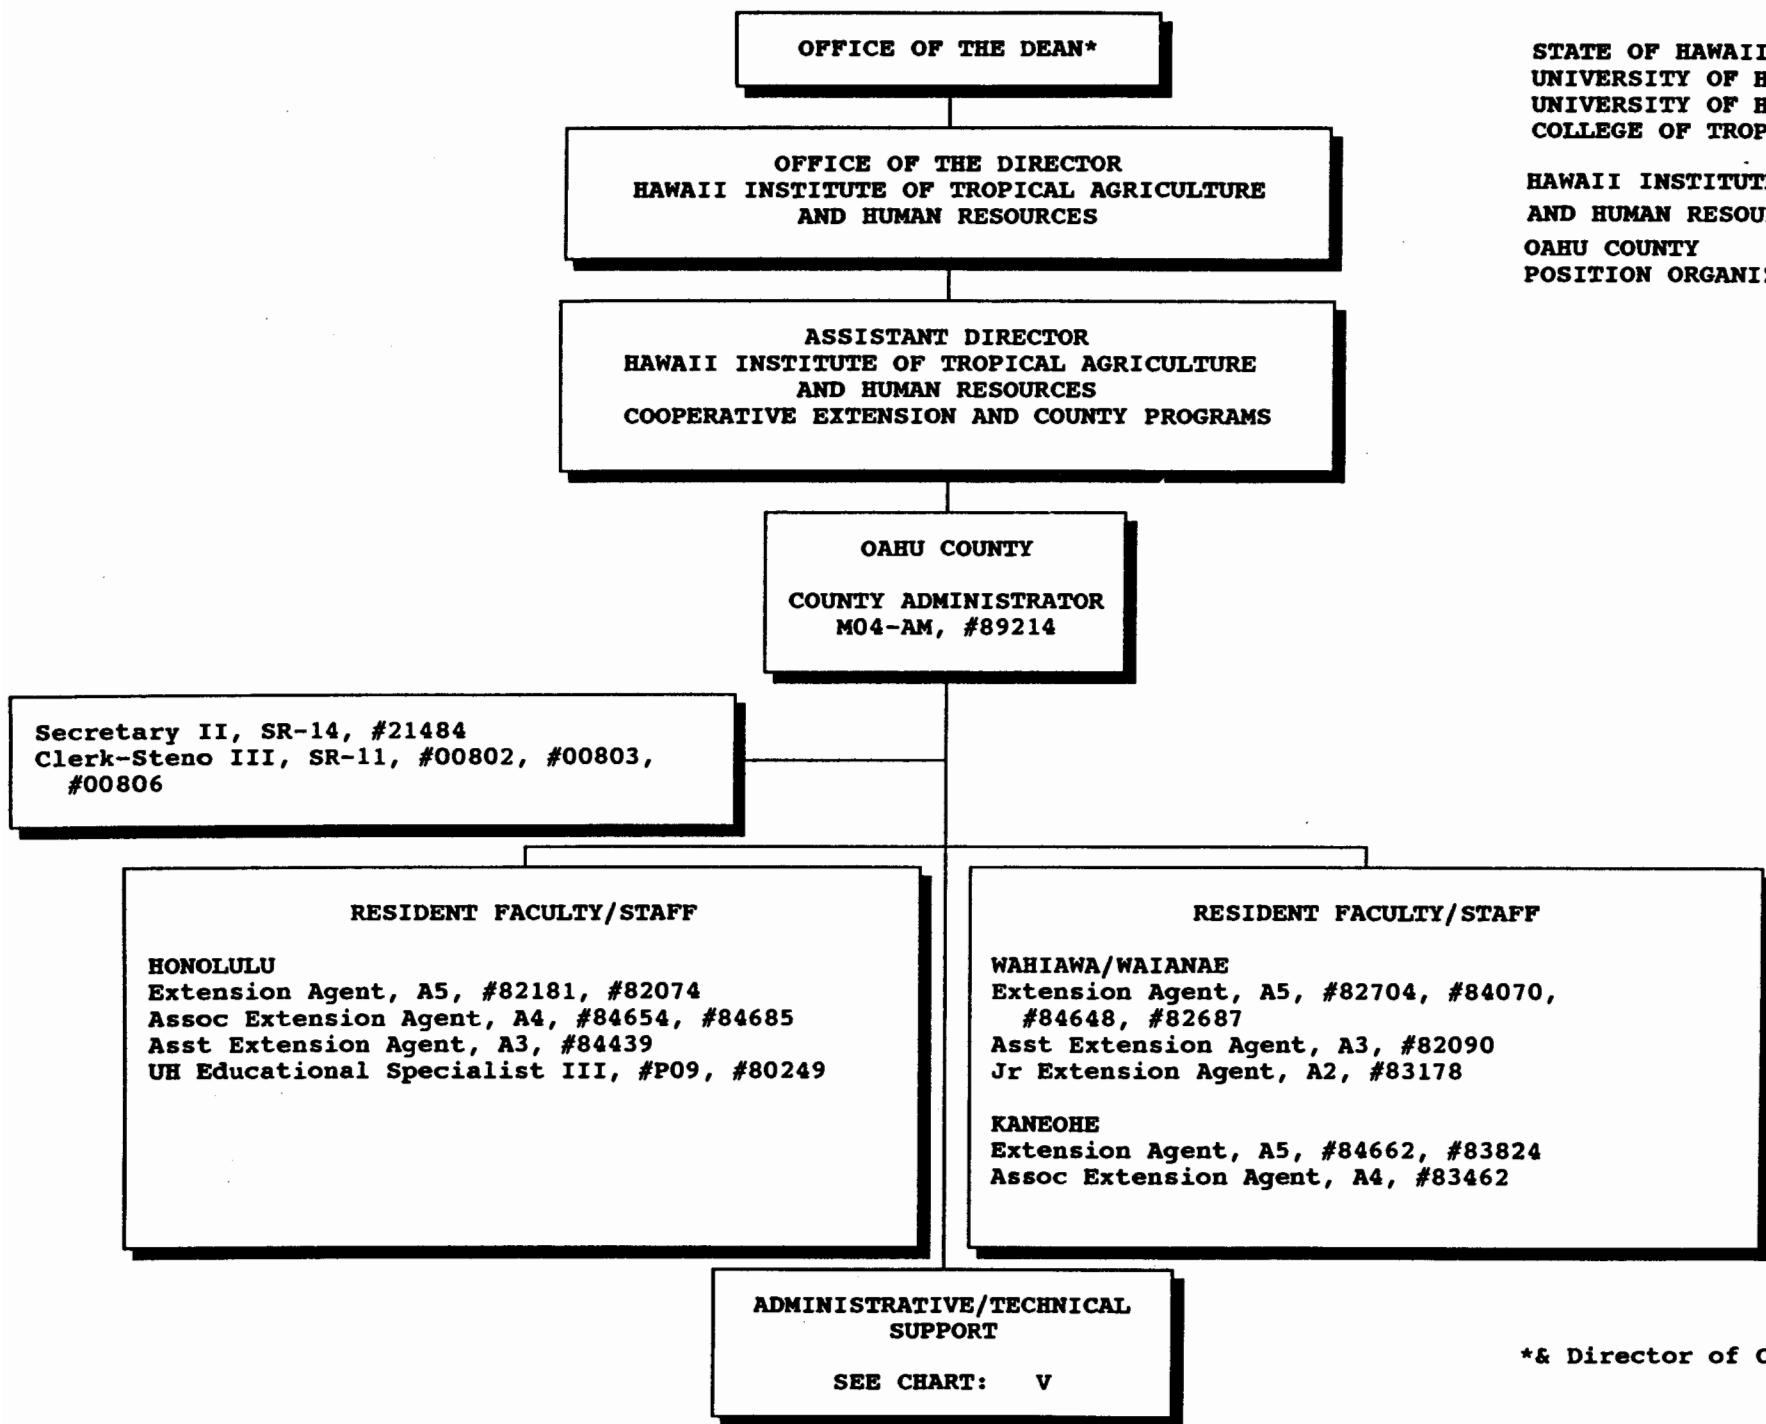 OFFICE OF THE DEAN*
STATE OF HAWAII
UNIVERSITY OF
UNIVERSITY OF
COLLEGE OF
OFFICE OF THE DIRECTOR
HAWAII INSTITUTE OF TROPICAL AGRICULTURE
AND HUMAN RESOURCES
HAWAII
AND HUMAN
OAHU COUNTY
POSITION
ASSISTANT DIRECTOR
HAWAII INSTITUTE OF TROPICAL AGRICULTURE
AND HUMAN RESOURCES
COOPERATIVE EXTENSION AND COUNTY PROGRAMS
OAHU COUNTY
COUNTY ADMINISTRATOR
M04-AM, #89214
Secretary II, SR-14, #21484
Clerk-Steno III, SR-11, #00802, #00803,
#00806
RESIDENT FACULTY/STAFF
HONOLULU
Extension Agent, A5, #82181, #82074
Assoc Extension Agent, A4, #84654, #84685
Asst Extension Agent, A3, #84439
UH Educational Specialist III, #P09, #80249
RESIDENT FACULTY/STAFF
WAHIAWA/WAIANAE
Extension Agent, A5, #82704, #84070,
#84648, #82687
Asst Extension Agent, A3, #82090
Jr Extension Agent, A2, #83178
KANEOHE
Extension Agent, A5, #84662, #83824
Assoc Extension Agent, A4, #83462
ADMINISTRATIVE/TECHNICAL
SUPPORT
SEE CHART: V
*& Director of